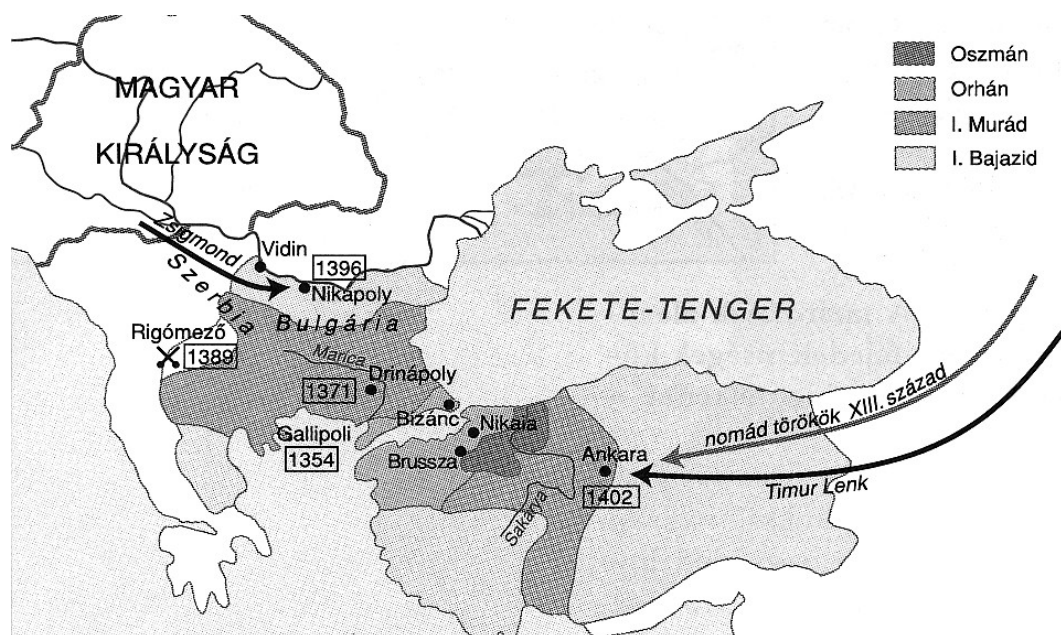 MAGYAR
KIRÁLYSÁG
Oszmán
Orhán
I. Murád
I. Bajazid
Zsigmond
Szerbia
Vidin
1396
Nikápoly
Bulgária
FEKETE-TENGER
Rigómező
1389
Marica
Drinápoly
1371
Bizánc
Nikaia
Gallipoli
1354
Brussza
Ankara
1402
Sakarya
nomád törökök XIII. század
Timur Lenk